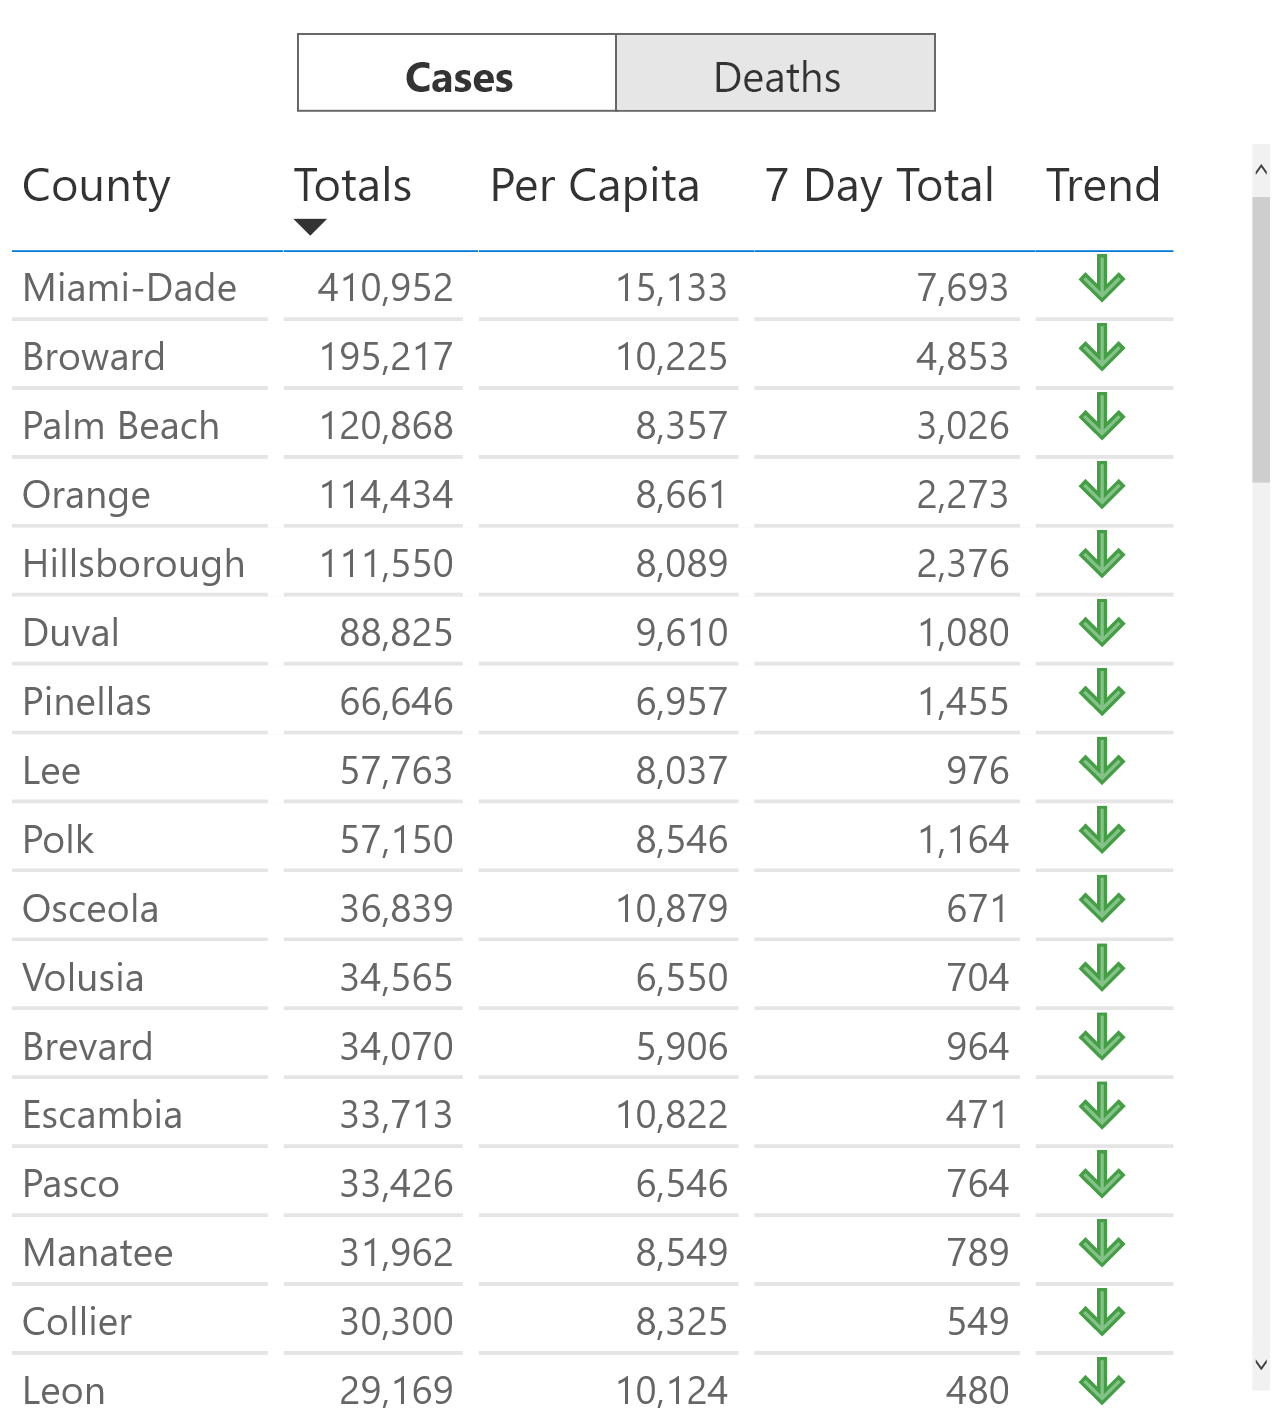 Cases Deaths
County Totals Per Capita 7 Day Total Trend
Miami-Dade 410,952 15,133 7,693
Broward 195,217 10,225 4,853
Palm Beach 120,868 8,357 3,026
Orange 114,434 8,661 2,273
Hillsborough 111,550 8,089 2,376
Duval 88,825 9,610 1,080
Pinellas 66,646 6,957 1,455
Lee 57,763 8,037 976
Polk 57,150 8,546 1,164
Osceola 36,839 10,879 671
Volusia 34,565 6,550 704
Brevard 34,070 5,906 964
Escambia 33,713 10,822 471
Pasco 33,426 6,546 764
Manatee 31,962 8,549 789
Collier 30,300 8,325 549
Leon 29,169 10,124 480